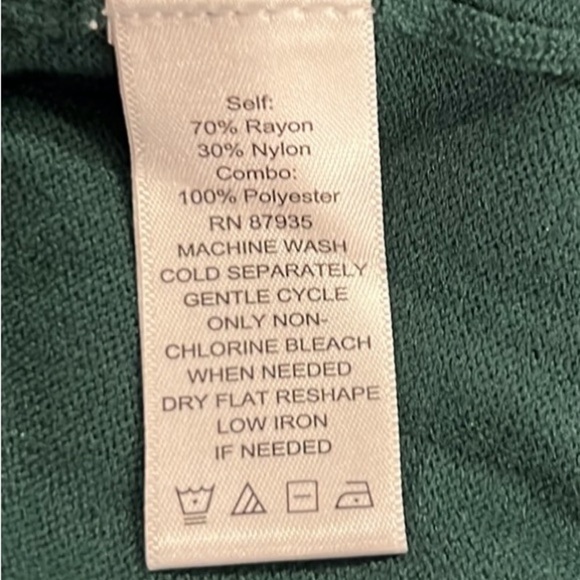 Self:
70% Rayon
30% Nylon
Combo:
100% Polyester
RN 87935
MACHINE WASH
COLD SEPARATELY
GENTLE CYCLE
ONLY NON-
CHLORINE BLEACH
WHEN NEEDED
DRY FLAT RESHAPE
LOW IRON
IF NEEDED